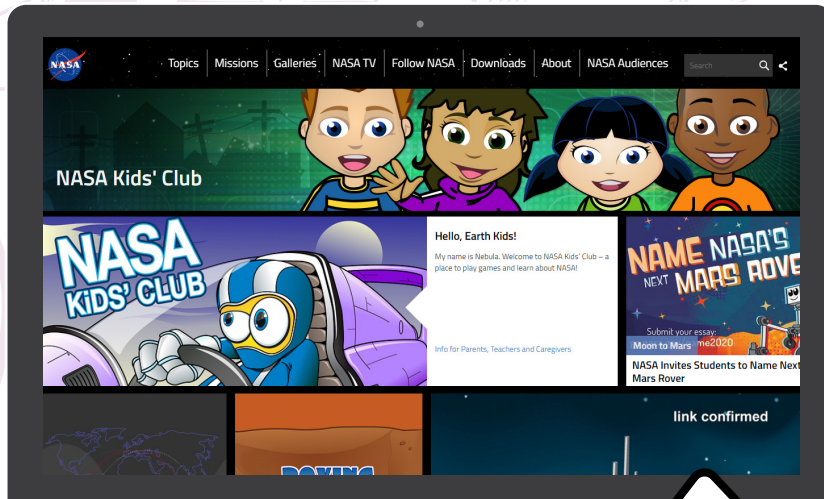 NASA
Topics
Missions
Galleries
NASA TV
Follow NASA
Downloads
About
NASA Audiences
Search
NASA Kids' Club
NASA
KiDS' CLUB
Hello, Earth Kids!
My name is Nebula. Welcome to NASA Kids' Club – a
place to play games and learn about NASA!
Info for Parents, Teachers and Caregivers
NAME NASA'S
NEXT MARS ROVE
Submit your essay:
me2020
Moon to Mars
NASA Invites Students to Name Next
Mars Rover
link confirmed